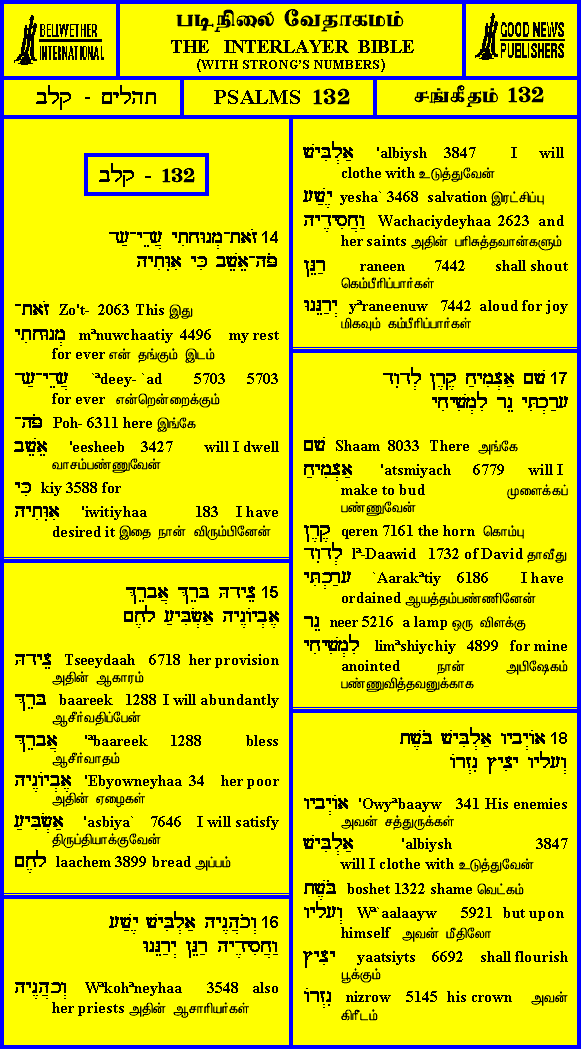 BELLWETHER
INTERNATIONAL
படிநிலை வேதாகமம்
THE INTERLAYER BIBLE
(WITH STRONG'S NUMBERS)
GOOD NEWS
PUBLISHERS
תהלים - קלב
PSALMS 132
சங்கீதம் 132
קלב - 132
14 זֹאת־מְנוּחָתִי עֲדֵי־עַד
פֹּה־אֵשֵׁב כִּי אִוִּתִיהָ
זֹאת־ Zo't- 2063 This இது
מְנוּחָתִי mªnuwchaatiy 4496 my rest
for ever என் தங்கும் இடம்
עֲדֵי־עַד `ªdeey- `ad 5703 5703
for ever என்றென்றைக்கும்
פֹּה־ Poh- 6311 here இங்கே
אֵשֵׁב 'eesheeb 3427 will I dwell
வாசம்பண்ணுவேன்
כִּי kiy 3588 for
אִוִּתִיהָ 'iwitiyhaa 183 I have
desired it இதை நான் விரும்பினேன்
15 צֵידָהּ בָּרֵךְ אֲבָרֵךְ
אֶבְיוֹנֶיהָ אַשְׂבִּיעַ לָחֶם
צֵידָהּ Tseeydaah 6718 her provision
அதின் ஆகாரம்
בָּרֵךְ baareek 1288 I will abundantly
ஆசீர்வதிப்பேன்
אֲבָרֵךְ 'ªbaareek 1288 bless
ஆசீர்வாதம்
אֶבְיוֹנֶיהָ 'Ebyowneyhaa 34 her poor
அதின் ஏழைகள்
אַשְׂבִּיעַ 'asbiya` 7646 I will satisfy
திருப்தியாக்குவேன்
לָחֶם laachem 3899 bread அப்பம்
16 וְכֹהֲנֶיהָ אַלְבִּישׁ יֶשַׁע
וַחֲסִידֶיהָ רַנֵּן יְרַנֵּנוּ
וְכֹהֲנֶיהָ Wªkohªneyhaa 3548 also
her priests அதின் ஆசாரியர்கள்
אַלְבִּישׁ 'albiysh 3847 I will
clothe with உடுத்துவேன்
יֶשַׁע yesha` 3468 salvation இரட்சிப்பு
וַחֲסִידֶיהָ Wachaciydeyhaa 2623 and
her saints அதின் பரிசுத்தவான்களும்
רַנֵּן raneen 7442 shall shout
கெம்பீரிப்பார்கள்
יְרַנֵּנוּ yªraneenuw 7442 aloud for joy
மிகவும் கம்பீரிப்பார்கள்
17 שָׁם אַצְמִיחַ קֶרֶן לְדָוִד
עָרַכְתִּי נֵר לִמְשִׁיחִי
שָׁם Shaam 8033 There அங்கே
אַצְמִיחַ 'atsmiyach 6779 will I
make to bud முளைக்கப்
பண்ணுவேன்
קֶרֶן qeren 7161 the horn கொம்பு
לְדָוִד lª-Daawid 1732 of David தாவீது
עָרַכְתִּי `Aarakªtiy 6186 I have
ordained ஆயத்தம்பண்ணினேன்
נֵר neer 5216 a lamp ஒரு விளக்கு
לִמְשִׁיחִי limªshiychiy 4899 for mine
anointed நான் அபிஷேகம்
பண்ணுவித்தவனுக்காக
18 אוֹיְבָיו אַלְבִּישׁ בֹּשֶׁת
וְעָלָיו יָצִיץ נִזְרוֹ
אוֹיְבָיו 'Owyªbaayw 341 His enemies
அவன் சத்துருக்கள்
אַלְבִּישׁ 'albiysh 3847
will I clothe with உடுத்துவேன்
בֹּשֶׁת boshet 1322 shame வெட்கம்
וְעָלָיו Wª`aalaayw 5921 but upon
himself அவன் மீதிலோ
יָצִיץ yaatsiyts 6692 shall flourish
பூக்கும்
נִזְרוֹ nizrow 5145 his crown அவன்
கிரீடம்